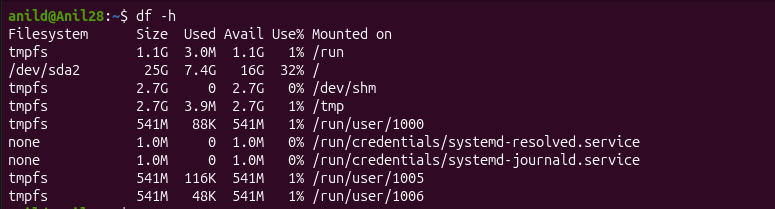 anild@Anil28:~$ df -h
Filesystem      Size  Used Avail Use% Mounted on
tmpfs           1.1G  3.0M  1.1G   1% /run
/dev/sda2        25G  7.4G   16G  32% /
tmpfs           2.7G     0  2.7G   0% /dev/shm
tmpfs           2.7G  3.9M  2.7G   1% /tmp
tmpfs           541M   88K  541M   1% /run/user/1000
none            1.0M     0  1.0M   0% /run/credentials/systemd-resolved.service
none            1.0M     0  1.0M   0% /run/credentials/systemd-journald.service
tmpfs           541M  116K  541M   1% /run/user/1005
tmpfs           541M   48K  541M   1% /run/user/1006